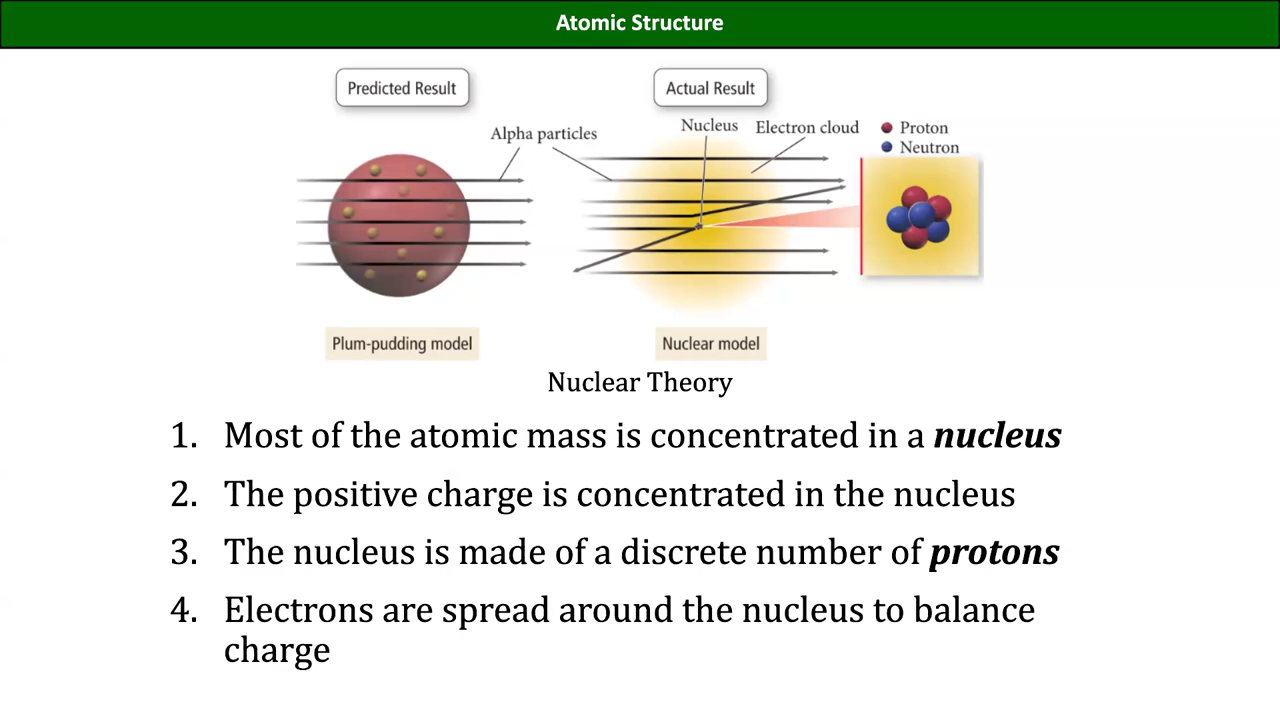 Atomic Structure
Predicted Result
Actual Result
Alpha particles
Nucleus
Electron cloud
Proton
Neutron
Plum-pudding model
Nuclear model
Nuclear Theory
1. Most of the atomic mass is concentrated in a nucleus
2. The positive charge is concentrated in the nucleus
3. The nucleus is made of a discrete number of protons
4. Electrons are spread around the nucleus to balance
charge